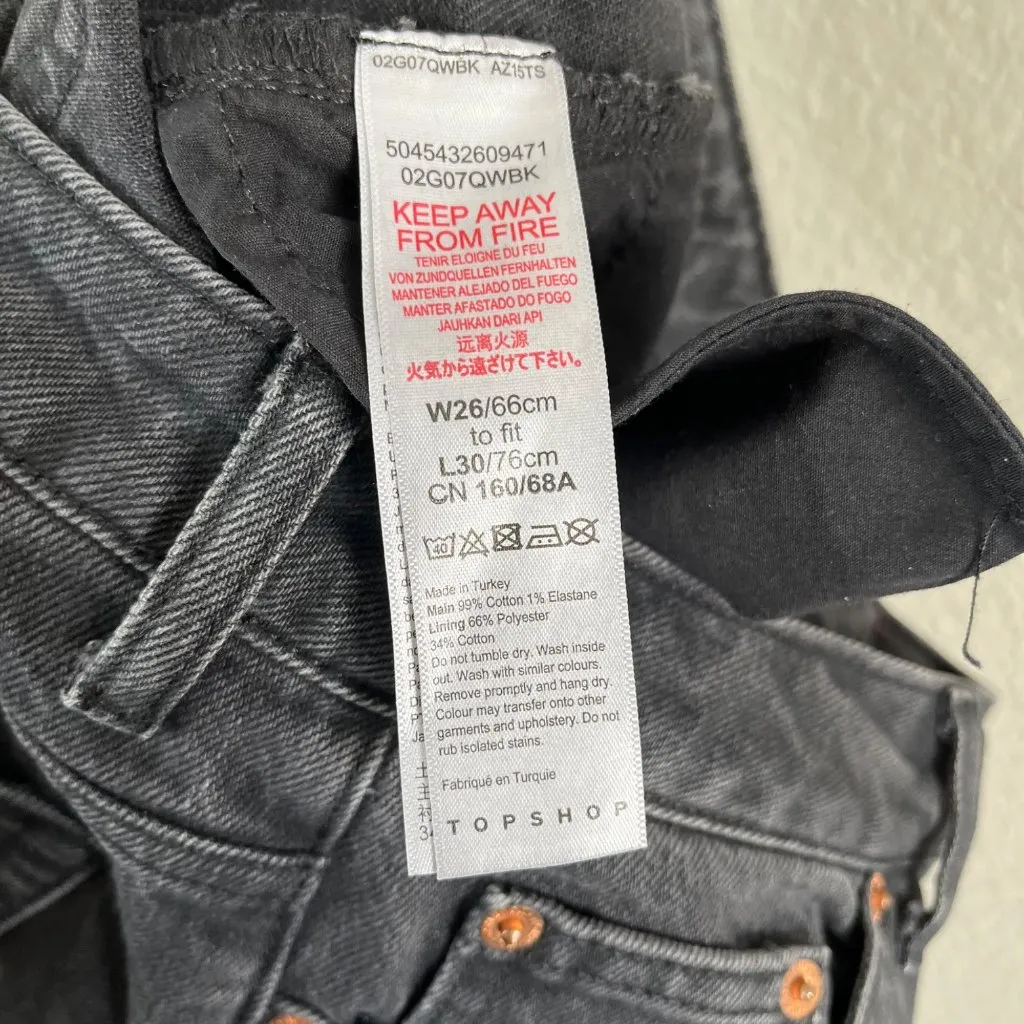 02G07QWBK AZ15TS
5045432609471
02G07QWBK
KEEP AWAY
FROM FIRE
TENIR ELOIGNE DU FEU
VON ZUNDQUELLEN FERNHALTEN
MANTENER ALEJADO DEL FUEGO
MANTER AFASTADO DO FOGO
JAUHKAN DARI API
远离火源
火気から遠ざけて下さい。
W26/66cm
to fit
L30/76cm
CN 160/68A
40
Made in Turkey
Main 99% Cotton 1% Elastane
Lining 66% Polyester
34% Cotton
Do not tumble dry. Wash inside
out. Wash with similar colours.
Remove promptly and hang dry.
Colour may transfer onto other
garments and upholstery. Do not
rub isolated stains.
Fabriqué en Turquie
TOPSHOP